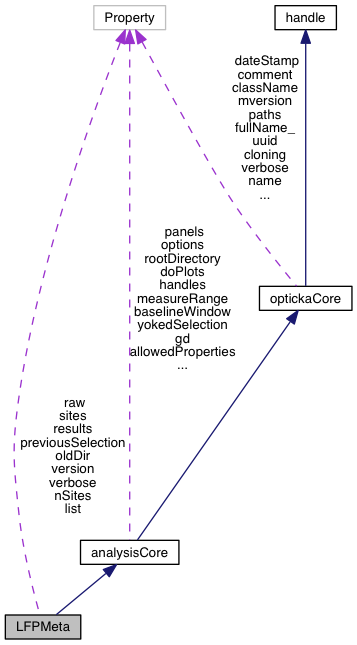 Property
handle
dateStamp
comment
className
mversion
paths
fullName_
uuid
cloning
verbose
name
...
panels
options
rootDirectory
doPlots
handles
measureRange
baselineWindow
yokedSelection
gd
allowedProperties
...
optickaCore
raw
sites
results
previousSelection
oldDir
version
verbose
nSites
list
analysisCore
LFPMeta